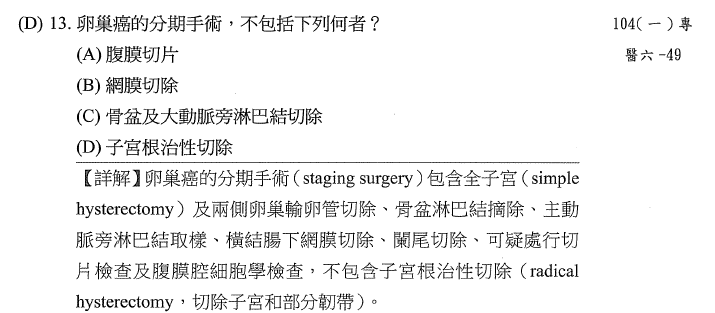 (D) 13. 卵巢癌的分期手術，不包括下列何者？ 104(一)專
(A) 腹膜切片 醫六-49
(B) 網膜切除
(C) 骨盆及大動脈旁淋巴結切除
(D) 子宮根治性切除
【詳解】卵巢癌的分期手術（staging surgery）包含全子宮（simple
hysterectomy）及兩側卵巢輸卵管切除、骨盆淋巴結摘除、主動
脈旁淋巴結取樣、橫結腸下網膜切除、闌尾切除、可疑處行切
片檢查及腹膜腔細胞學檢查，不包含子宮根治性切除（radical
hysterectomy，切除子宮和部分韌帶）。